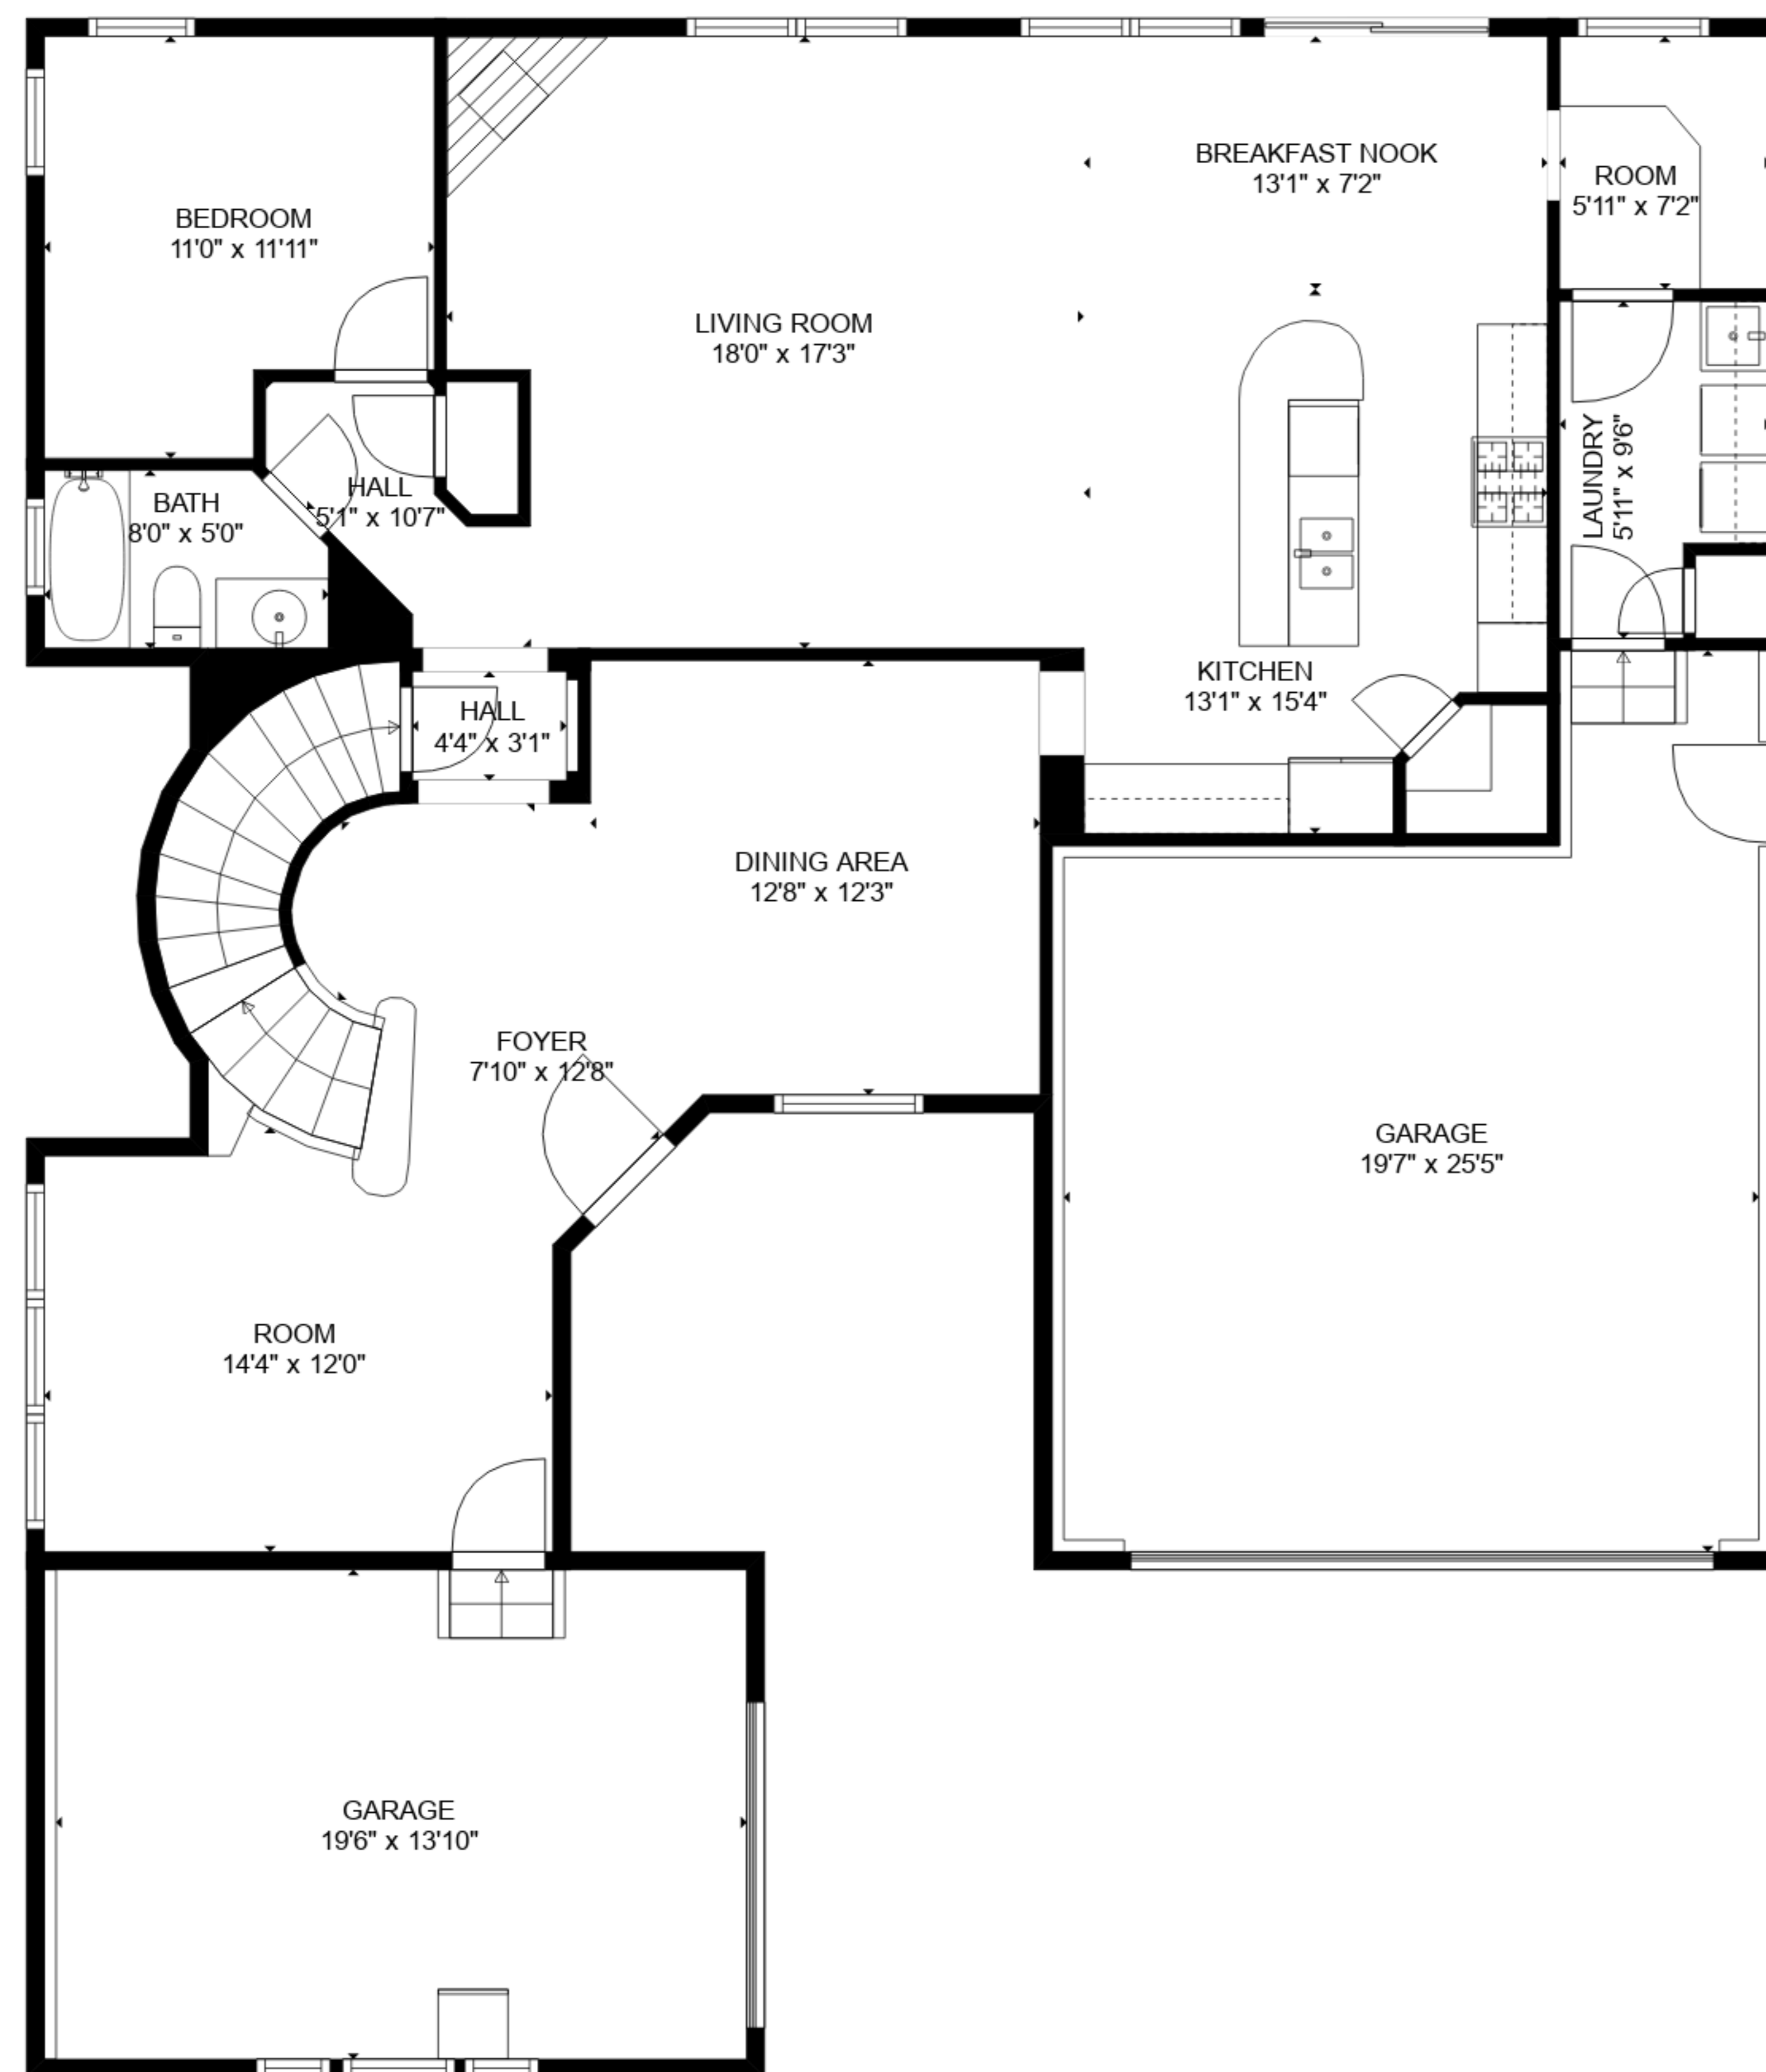 BREAKFAST NOOK
13'1" x 7'2"
ROOM
5'11" x 7'2"
BEDROOM
11'0" x 11'11"
LIVING ROOM
18'0" x 17'3"
LAUNDRY
5'11" x 9'6"
HALL
5'1" x 10'7"
BATH
8'0" x 5'0"
KITCHEN
13'1" x 15'4"
HALL
4'4" x 3'1"
DINING AREA
12'8" x 12'3"
FOYER
7'10" x 12'8"
GARAGE
19'7" x 25'5"
ROOM
14'4" x 12'0"
GARAGE
19'6" x 13'10"